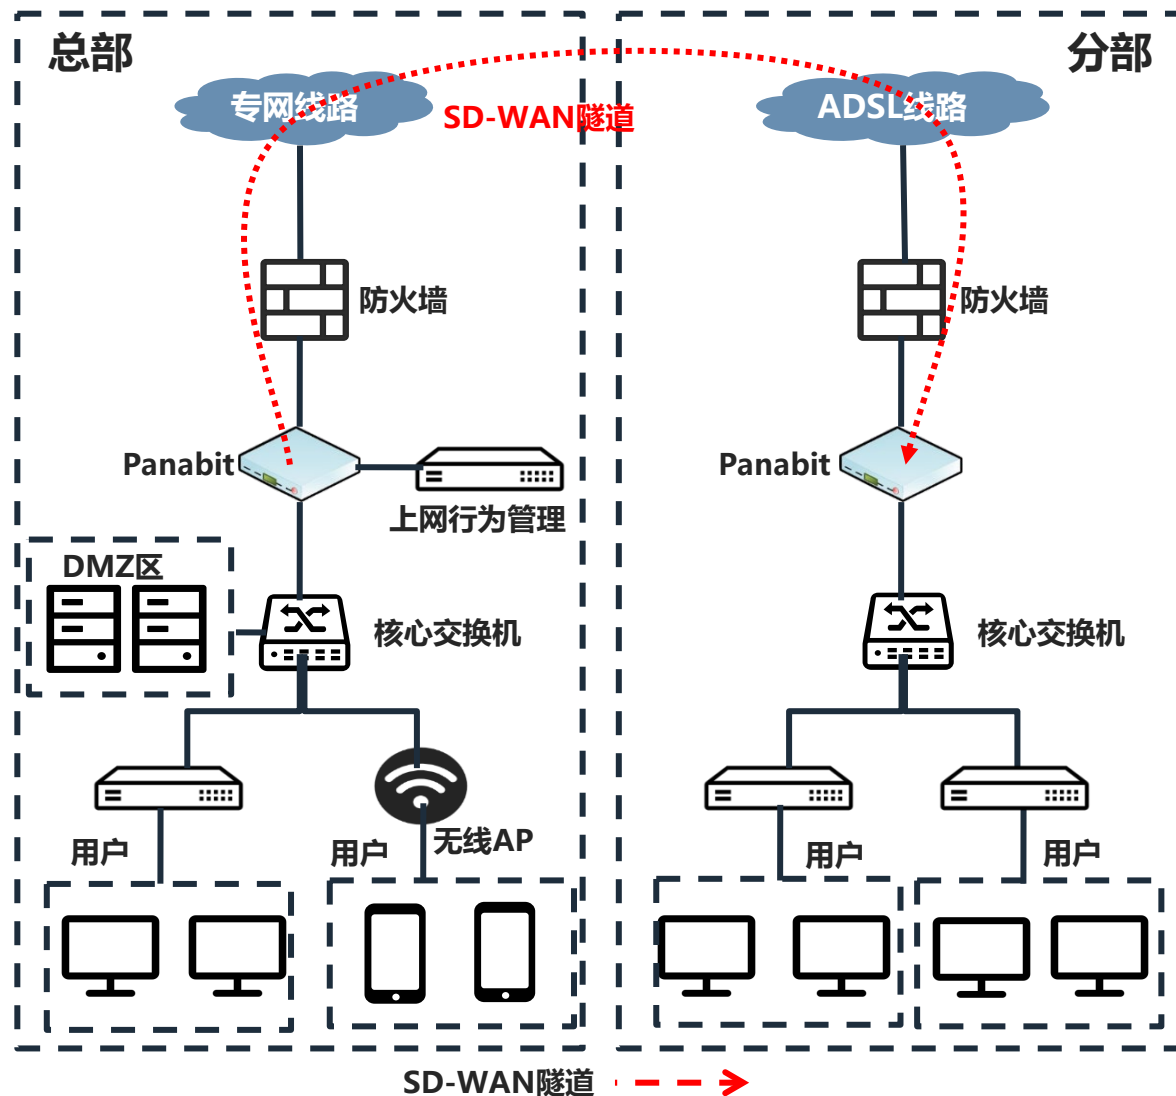 总部
分部
专网线路
ADSL线路
SD-WAN隧道
防火墙
防火墙
Panabit
Panabit
上网行为管理
DMZ区
核心交换机
核心交换机
用户
用户
无线AP
用户
用户
SD-WAN隧道